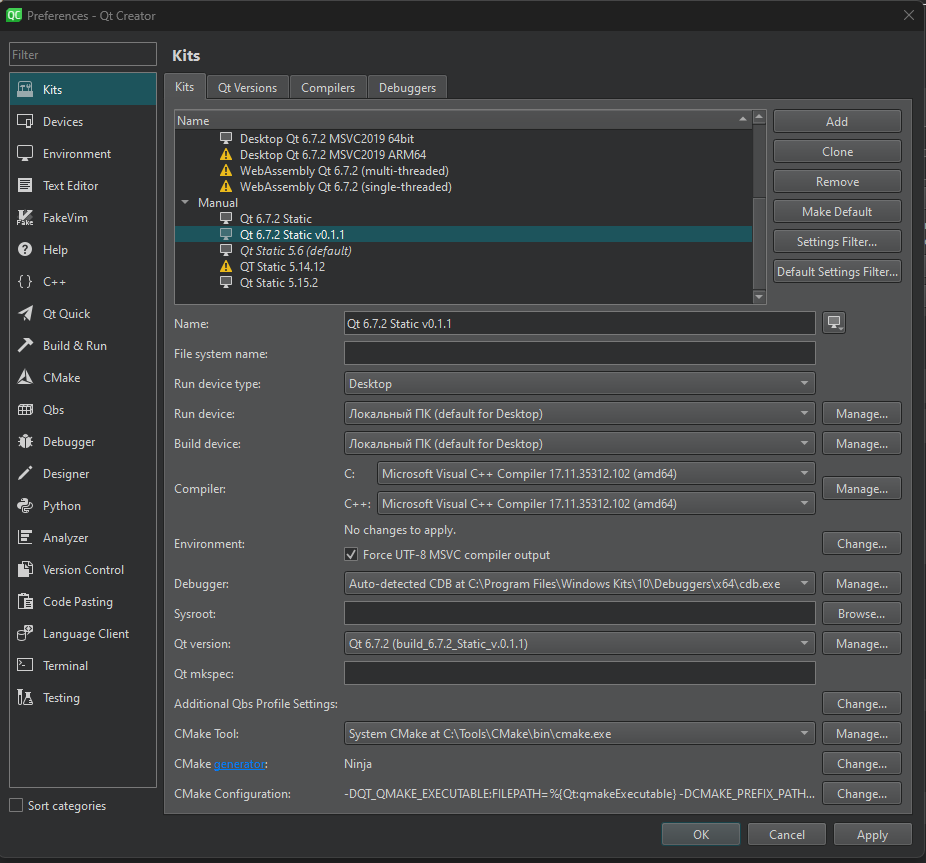 Preferences - Qt Creator
Filter
Kits
Devices
Environment
Text Editor
FakeVim
Help
C++
Qt Quick
Build & Run
CMake
Qbs
Debugger
Designer
Python
Analyzer
Version Control
Code Pasting
Language Client
Terminal
Testing
Sort categories
Kits
Kits Qt Versions Compilers Debuggers
Name
Desktop Qt 6.7.2 MSVC2019 64bit
Desktop Qt 6.7.2 MSVC2019 ARM64
WebAssembly Qt 6.7.2 (multi-threaded)
WebAssembly Qt 6.7.2 (single-threaded)
Manual
Qt 6.7.2 Static
Qt 6.7.2 Static v0.1.1
Qt Static 5.6 (default)
QT Static 5.14.12
Qt Static 5.15.2
Add
Clone
Remove
Make Default
Settings Filter...
Default Settings Filter...
Name: Qt 6.7.2 Static v0.1.1
File system name:
Run device type: Desktop
Run device: Локальный ПК (default for Desktop) Manage...
Build device: Локальный ПК (default for Desktop) Manage...
Compiler: C: Microsoft Visual C++ Compiler 17.11.35312.102 (amd64)
C++: Microsoft Visual C++ Compiler 17.11.35312.102 (amd64) Manage...
Environment: No changes to apply.
Force UTF-8 MSVC compiler output Change...
Debugger: Auto-detected CDB at C:\Program Files\Windows Kits\10\Debuggers\x64\cdb.exe Manage...
Sysroot: Browse...
Qt version: Qt 6.7.2 (build_6.7.2_Static_v.0.1.1) Manage...
Qt mkspec:
Additional Qbs Profile Settings: Change...
CMake Tool: System CMake at C:\Tools\CMake\bin\cmake.exe Manage...
CMake generator: Ninja Change...
CMake Configuration: -DQT_QMAKE_EXECUTABLE:FILEPATH=%{Qt:qmakeExecutable} -DCMAKE_PREFIX_PATH... Change...
OK Cancel Apply